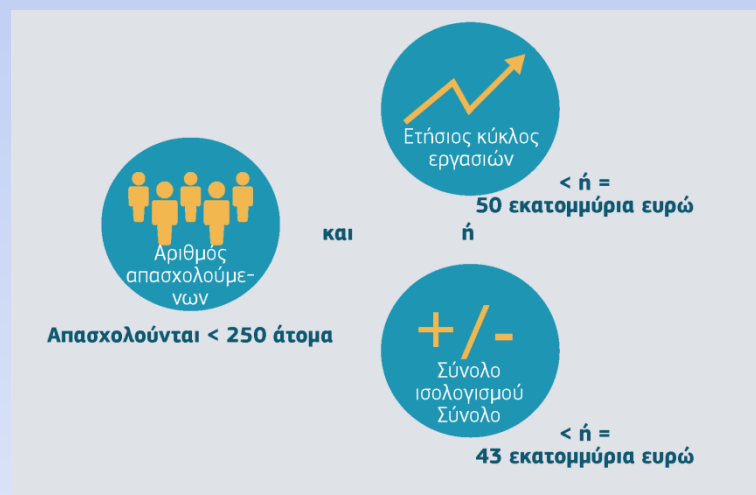 Ετήσιος κύκλος
εργασιών
< ή =
50 εκατομμύρια ευρώ
Αριθμός
απασχολούμε-
νων
Απασχολούνται < 250 άτομα
και
ή
+/-
Σύνολο
ισολογισμού
Σύνολο
< ή =
43 εκατομμύρια ευρώ